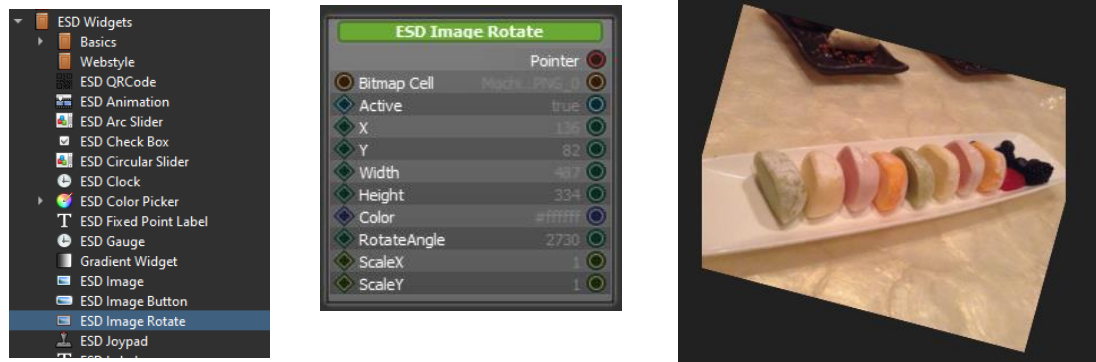 ESD Widgets
Basics
Webstyle
ESD QRCode
ESD Animation
ESD Arc Slider
ESD Check Box
ESD Circular Slider
ESD Clock
ESD Color Picker
ESD Fixed Point Label
ESD Gauge
Gradient Widget
ESD Image
ESD Image Button
ESD Image Rotate
ESD Joypad
ESD Image Rotate
Pointer
Bitmap Cell Mochi...PNG_0
Active true
X 136
Y 82
Width 487
Height 334
Color #ffffff
RotateAngle 2730
ScaleX 1
ScaleY 1